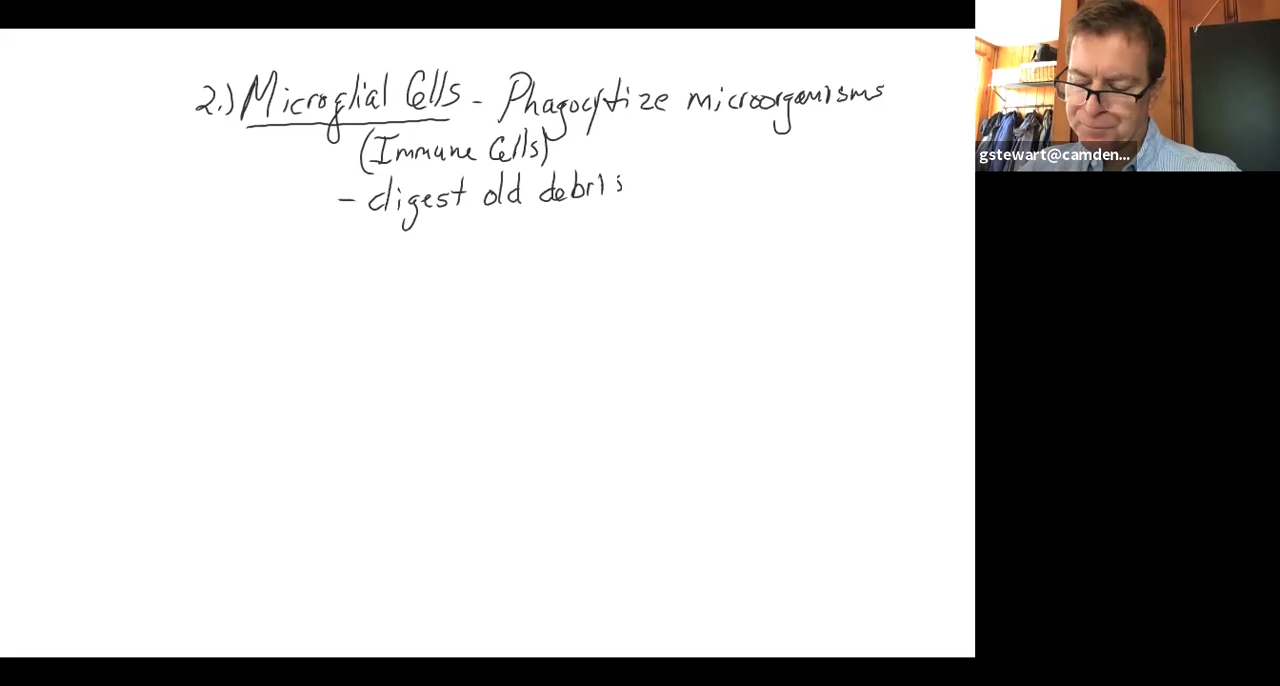 2.) Microglial Cells - Phagocytize microorganisms
(Immune Cells)
- digest old debris
gstewart@camden...